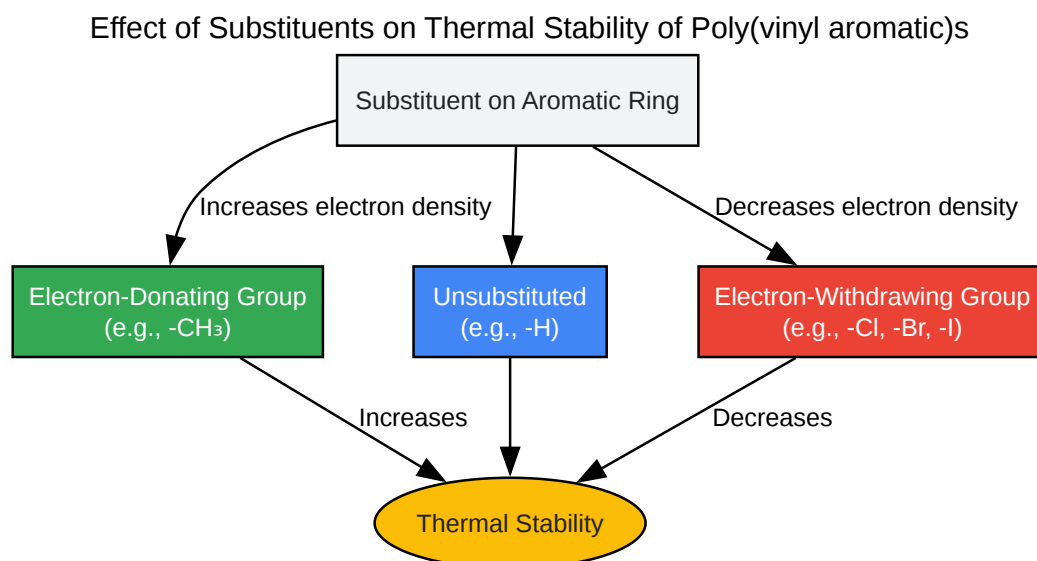 Effect of Substituents on Thermal Stability of Poly(vinyl aromatic)s
Substituent on Aromatic Ring
Increases electron density
Decreases electron density
Electron-Donating Group
(e.g., -CH₃)
Unsubstituted
(e.g., -H)
Electron-Withdrawing Group
(e.g., -Cl, -Br, -I)
Increases
Decreases
Thermal Stability